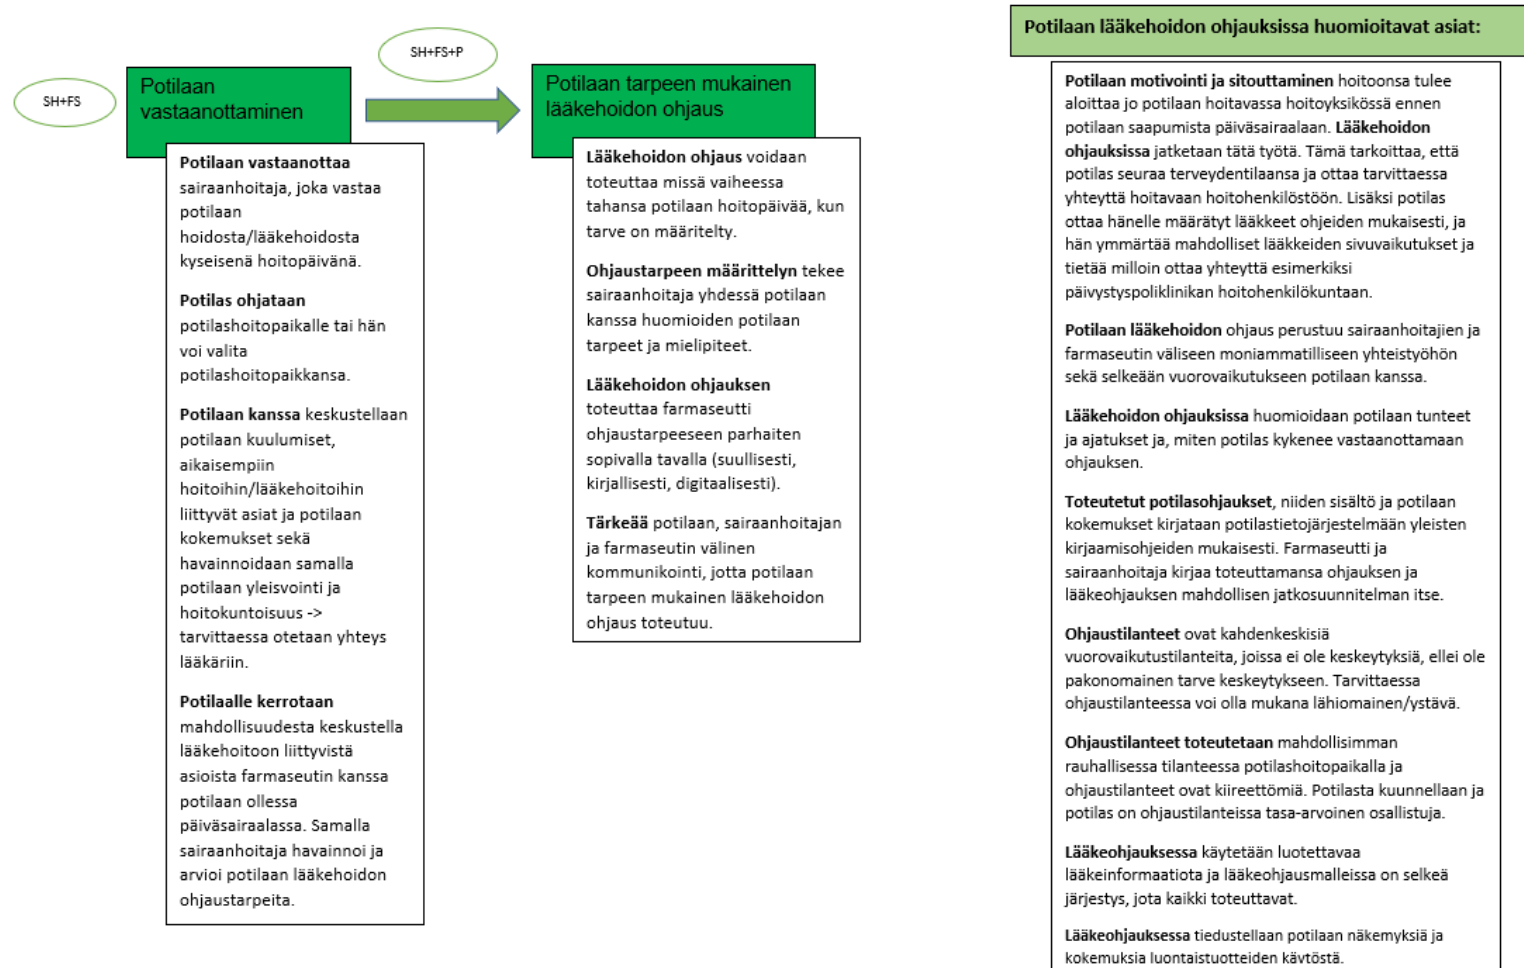 SH+FS
Potilaan
vastaanottaminen
Potilaan vastaanottaa
sairaanhoitaja, joka vastaa
potilaan
hoidosta/lääkehoidosta
kyseisenä hoitopäivänä.
Potilas ohjataan
potilashoitopaikalle tai hän
voi valita
potilashoitopaikkansa.
Potilaan kanssa keskustellaan
potilaan kuulumiset,
aikaisempiin
hoitoihin/lääkehoitoihin
liittyvät asiat ja potilaan
kokemukset sekä
havainnoidaan samalla
potilaan yleisvointi ja
hoitokuntoisuus ->
tarvittaessa otetaan yhteys
lääkäriin.
Potilaalle kerrotaan
mahdollisuudesta keskustella
lääkehoitoon liittyvistä
asioista farmaseutin kanssa
potilaan ollessa
päiväsairaalassa. Samalla
sairaanhoitaja havainnoi ja
arvioi potilaan lääkehoidon
ohjaustarpeita.
SH+FS+P
Potilaan tarpeen mukainen
lääkehoidon ohjaus
Lääkehoidon ohjaus voidaan
toteuttaa missä vaiheessa
tahansa potilaan hoitopäivää, kun
tarve on määritelty.
Ohjaustarpeen määrittelyn tekee
sairaanhoitaja yhdessä potilaan
kanssa huomioiden potilaan
tarpeet ja mielipiteet.
Lääkehoidon ohjauksen
toteuttaa farmaseutti
ohjaustarpeeseen parhaiten
sopivalla tavalla (suullisesti,
kirjallisesti, digitaalisesti).
Tärkeää potilaan, sairaanhoitajan
ja farmaseutin välinen
kommunikointi, jotta potilaan
tarpeen mukainen lääkehoidon
ohjaus toteutuu.
Potilaan lääkehoidon ohjauksissa huomioitavat asiat:
Potilaan motivointi ja sitouttaminen hoitoonsa tulee
aloittaa jo potilaan hoitavassa hoitoyksikössä ennen
potilaan saapumista päiväsairaalaan. Lääkehoidon
ohjauksissa jatketaan tätä työtä. Tämä tarkoittaa, että
potilas seuraa terveydentilaansa ja ottaa tarvittaessa
yhteyttä hoitavaan hoitohenkilöstöön. Lisäksi potilas
ottaa hänelle määrätyt lääkkeet ohjeiden mukaisesti, ja
hän ymmärtää mahdolliset lääkkeiden sivuvaikutukset ja
tietää milloin ottaa yhteyttä esimerkiksi
päivystyspoliklinikan hoitohenkilökuntaan.
Potilaan lääkehoidon ohjaus perustuu sairaanhoitajien ja
farmaseutin väliseen moniammatilliseen yhteistyöhön
sekä selkeään vuorovaikutukseen potilaan kanssa.
Lääkehoidon ohjauksissa huomioidaan potilaan tunteet
ja ajatukset ja, miten potilas kykenee vastaanottamaan
ohjauksen.
Toteutetut potilasohjaukset, niiden sisältö ja potilaan
kokemukset kirjataan potilastietojärjestelmään yleisten
kirjaamisohjeiden mukaisesti. Farmaseutti ja
sairaanhoitaja kirjaa toteuttamansa ohjauksen ja
lääkeohjauksen mahdollisen jatkosuunnitelman itse.
Ohjaustilanteet ovat kahdenkeskisiä
vuorovaikutustilanteita, joissa ei ole keskeytyksiä, ellei ole
pakonomainen tarve keskeytykseen. Tarvittaessa
ohjaustilanteessa voi olla mukana lähiomainen/ystävä.
Ohjaustilanteet toteutetaan mahdollisimman
rauhallisessa tilanteessa potilashoitopaikalla ja
ohjaustilanteet ovat kiireettömiä. Potilasta kuunnellaan ja
potilas on ohjaustilanteissa tasa-arvoinen osallistuja.
Lääkeohjauksessa käytetään luotettavaa
lääkeinformaatiota ja lääkeohjausmalleissa on selkeä
järjestys, jota kaikki toteuttavat.
Lääkeohjauksessa tiedustellaan potilaan näkemyksiä ja
kokemuksia luontaistuotteiden käytöstä.